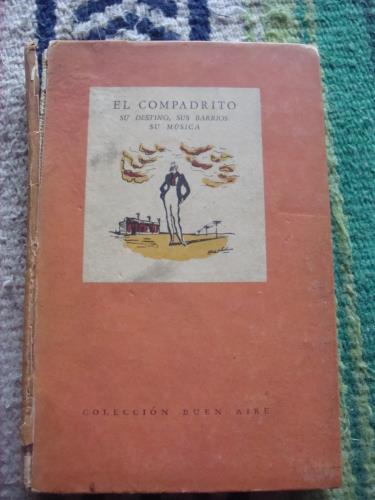 EL COMPADRITO
SU DESTINO, SUS BARRIOS
SU MÚSICA
COLECCIÓN BUEN AIRE